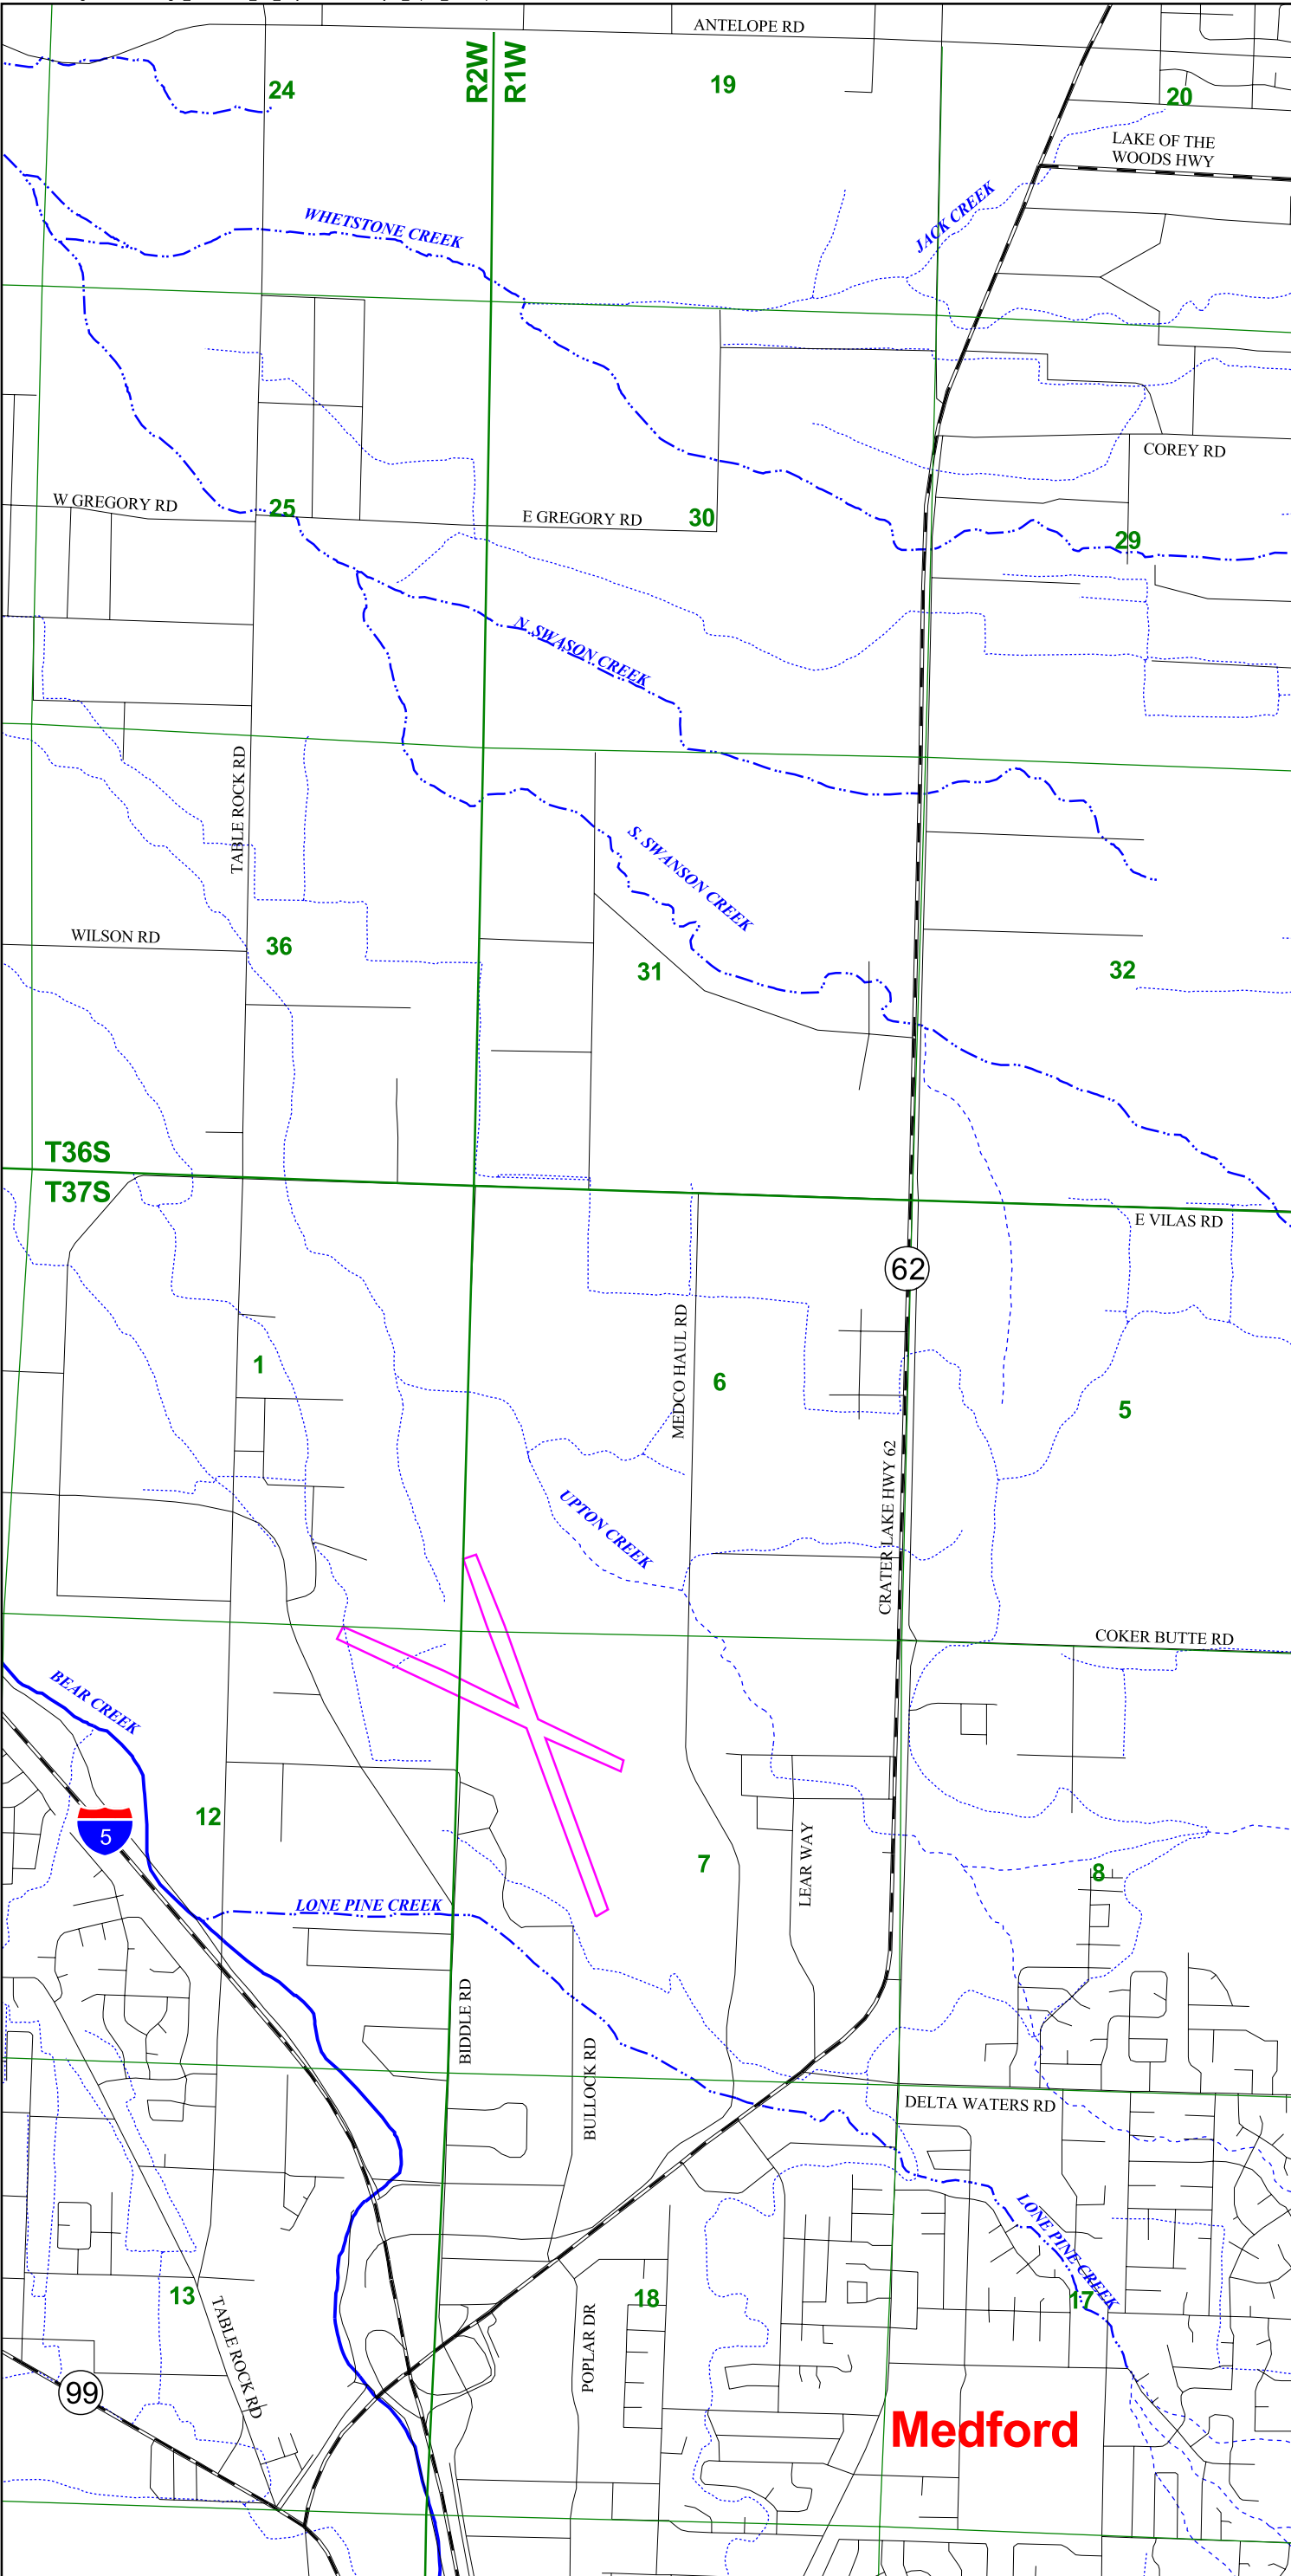 ANTELOPE RD
R2W
R1W
24
19
20
LAKE OF THE
WOODS HWY
JACK CREEK
WHETSTONE CREEK
COREY RD
W GREGORY RD
25
E GREGORY RD
30
29
N. SWASON CREEK
TABLE ROCK RD
S. SWANSON CREEK
WILSON RD
36
31
32
T36S
T37S
E VILAS RD
62
1
MEDCO HAUL RD
6
5
CRATER LAKE HWY 62
UPTON CREEK
COKER BUTTE RD
BEAR CREEK
5
12
7
LEAR WAY
8
LONE PINE CREEK
BIDDLE RD
BULLOCK RD
DELTA WATERS RD
LONE PINE CREEK
13
18
17
TABLE ROCK RD
POPLAR DR
99
Medford